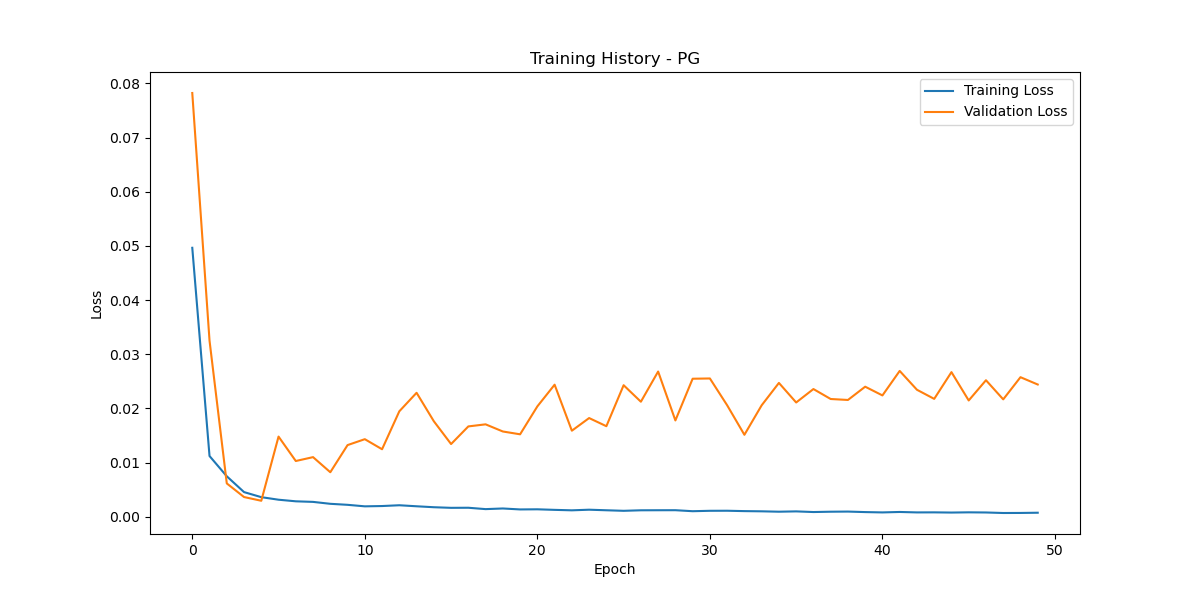 Training History - PG
Training Loss
Validation Loss
0.08
0.07
0.06
0.05
0.04
0.03
0.02
0.01
0.00
Loss
0 10 20 30 40 50
Epoch